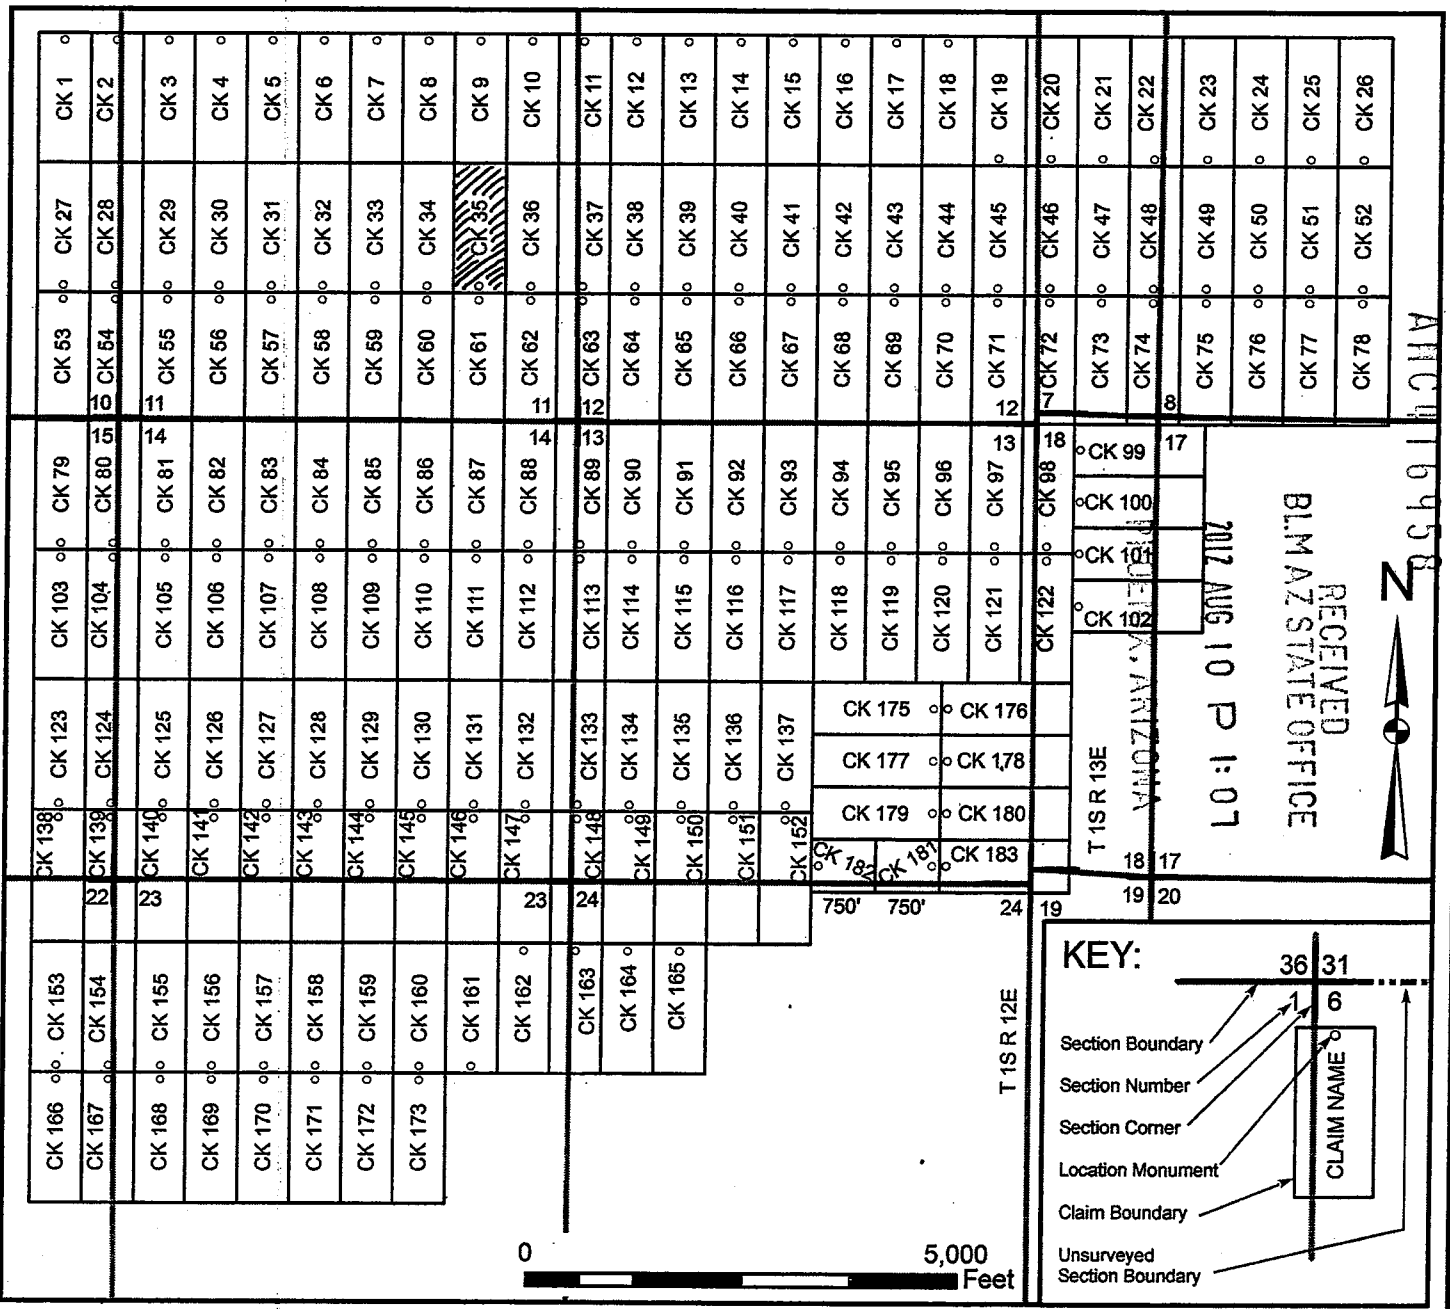 CK 1 CK 2 CK 3 CK 4 CK 5 CK 6 CK 7 CK 8 CK 9 CK 10 CK 11 CK 12 CK 13 CK 14 CK 15 CK 16 CK 17 CK 18 CK 19 CK 20 CK 21 CK 22 CK 23 CK 24 CK 25 CK 26
CK 27 CK 28 CK 29 CK 30 CK 31 CK 32 CK 33 CK 34 CK 35 CK 36 CK 37 CK 38 CK 39 CK 40 CK 41 CK 42 CK 43 CK 44 CK 45 CK 46 CK 47 CK 48 CK 49 CK 50 CK 51 CK 52
CK 53 CK 54 CK 55 CK 56 CK 57 CK 58 CK 59 CK 60 CK 61 CK 62 CK 63 CK 64 CK 65 CK 66 CK 67 CK 68 CK 69 CK 70 CK 71 CK 72 CK 73 CK 74 CK 75 CK 76 CK 77 CK 78
10 11 11 12 12 7 8
15 14 14 13 13 18 17
CK 79 CK 80 CK 81 CK 82 CK 83 CK 84 CK 85 CK 86 CK 87 CK 88 CK 89 CK 90 CK 91 CK 92 CK 93 CK 94 CK 95 CK 96 CK 97 CK 98
CK 99
CK 100
CK 101
CK 102
CK 103 CK 104 CK 105 CK 106 CK 107 CK 108 CK 109 CK 110 CK 111 CK 112 CK 113 CK 114 CK 115 CK 116 CK 117 CK 118 CK 119 CK 120 CK 121 CK 122
CK 123 CK 124 CK 125 CK 126 CK 127 CK 128 CK 129 CK 130 CK 131 CK 132 CK 133 CK 134 CK 135 CK 136 CK 137
CK 175 CK 176
CK 177 CK 178
CK 179 CK 180
CK 182 CK 181 CK 183
CK 138 CK 139 CK 140 CK 141 CK 142 CK 143 CK 144 CK 145 CK 146 CK 147 CK 148 CK 149 CK 150 CK 151 CK 152
18 17
22 23 23 24 750' 750' 24 19 19 20
CK 153 CK 154 CK 155 CK 156 CK 157 CK 158 CK 159 CK 160 CK 161 CK 162 CK 163 CK 164 CK 165
CK 166 CK 167 CK 168 CK 169 CK 170 CK 171 CK 172 CK 173
T 1S R 13E
T 1S R 12E
2012 AUG 10 P 1:07
RECEIVED
BLM AZ STATE OFFICE
ARIZONA
N
0 5,000
Feet
KEY:
36 31
1 6
Section Boundary
Section Number
Section Corner
Location Monument
Claim Boundary
Unsurveyed
Section Boundary
CLAIM NAME